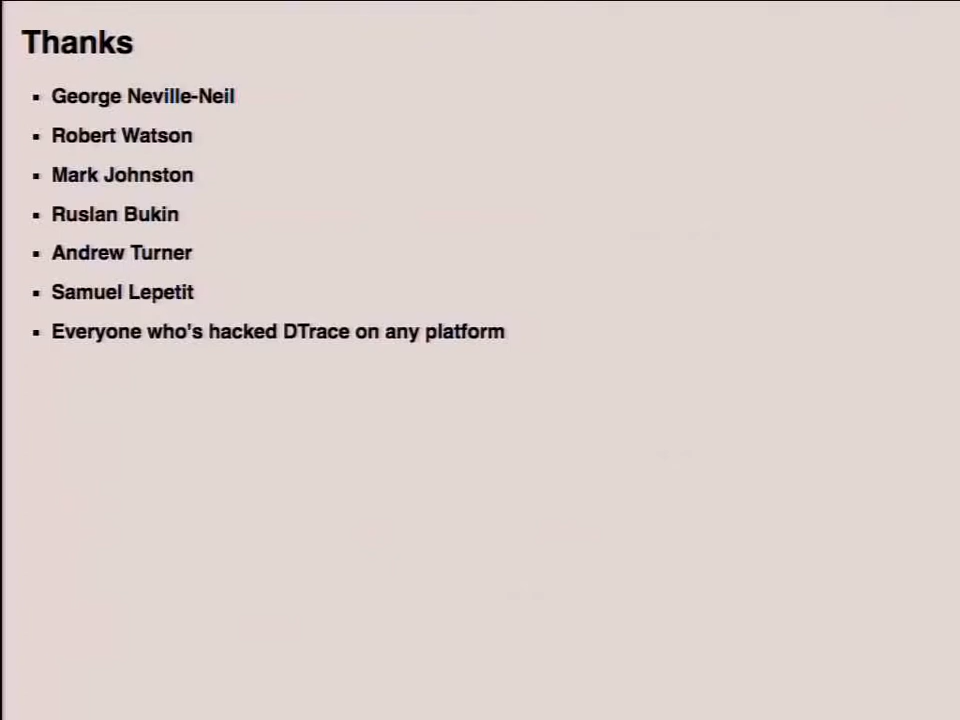 Thanks
George Neville-Neil
Robert Watson
Mark Johnston
Ruslan Bukin
Andrew Turner
Samuel Lepetit
Everyone who's hacked DTrace on any platform